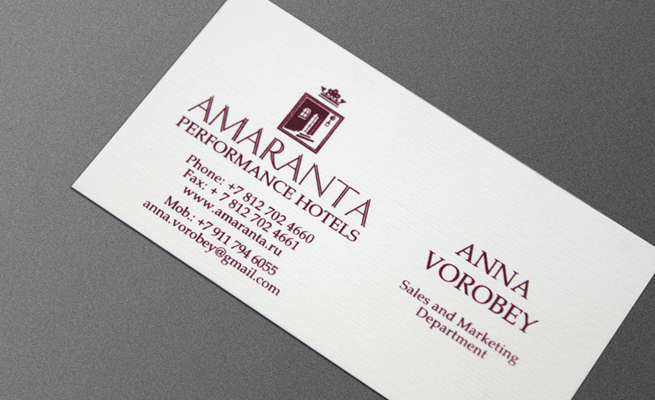 AMARANTA
PERFORMANCE HOTELS
Phone: +7 812 702 4660
Fax: + 7 812 702 4661
www.amaranta.ru
Mob.: +7 911 794 6055
anna.vorobey@gmail.com
ANNA
VOROBEY
Sales and Marketing
Department